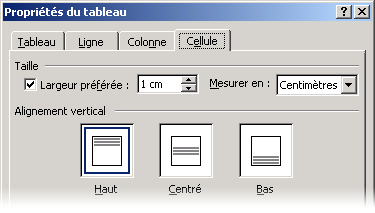 Propriétés du tableau
Tableau Ligne Colonne Cellule
Taille
Largeur préférée : 1 cm Mesurer en : Centimètres
Alignement vertical
Haut Centré Bas